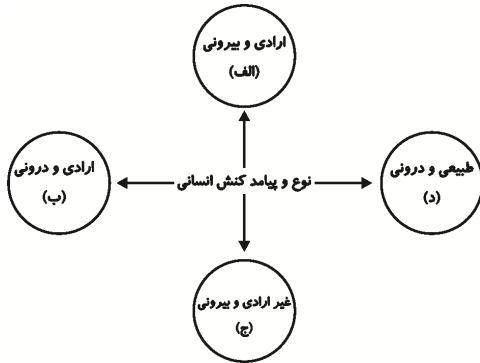 ارادی و بیرونی
(الف)
طبیعی و درونی
(د)
نوع و پیامد کنش انسانی
ارادی و درونی
(ب)
غیر ارادی و بیرونی
(ج)